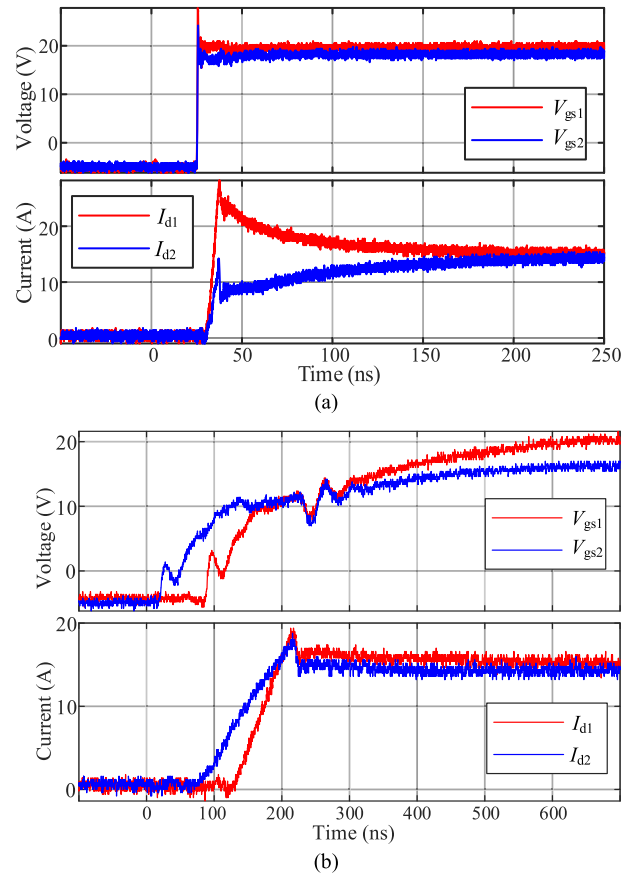 20
10
0
Voltage (V)
Vgs1
Vgs2
20
10
0
Current (A)
Id1
Id2
0 50 100 150 200 250
Time (ns)
(a)
20
10
0
Voltage (V)
Vgs1
Vgs2
20
10
0
Current (A)
Id1
Id2
0 100 200 300 400 500 600
Time (ns)
(b)